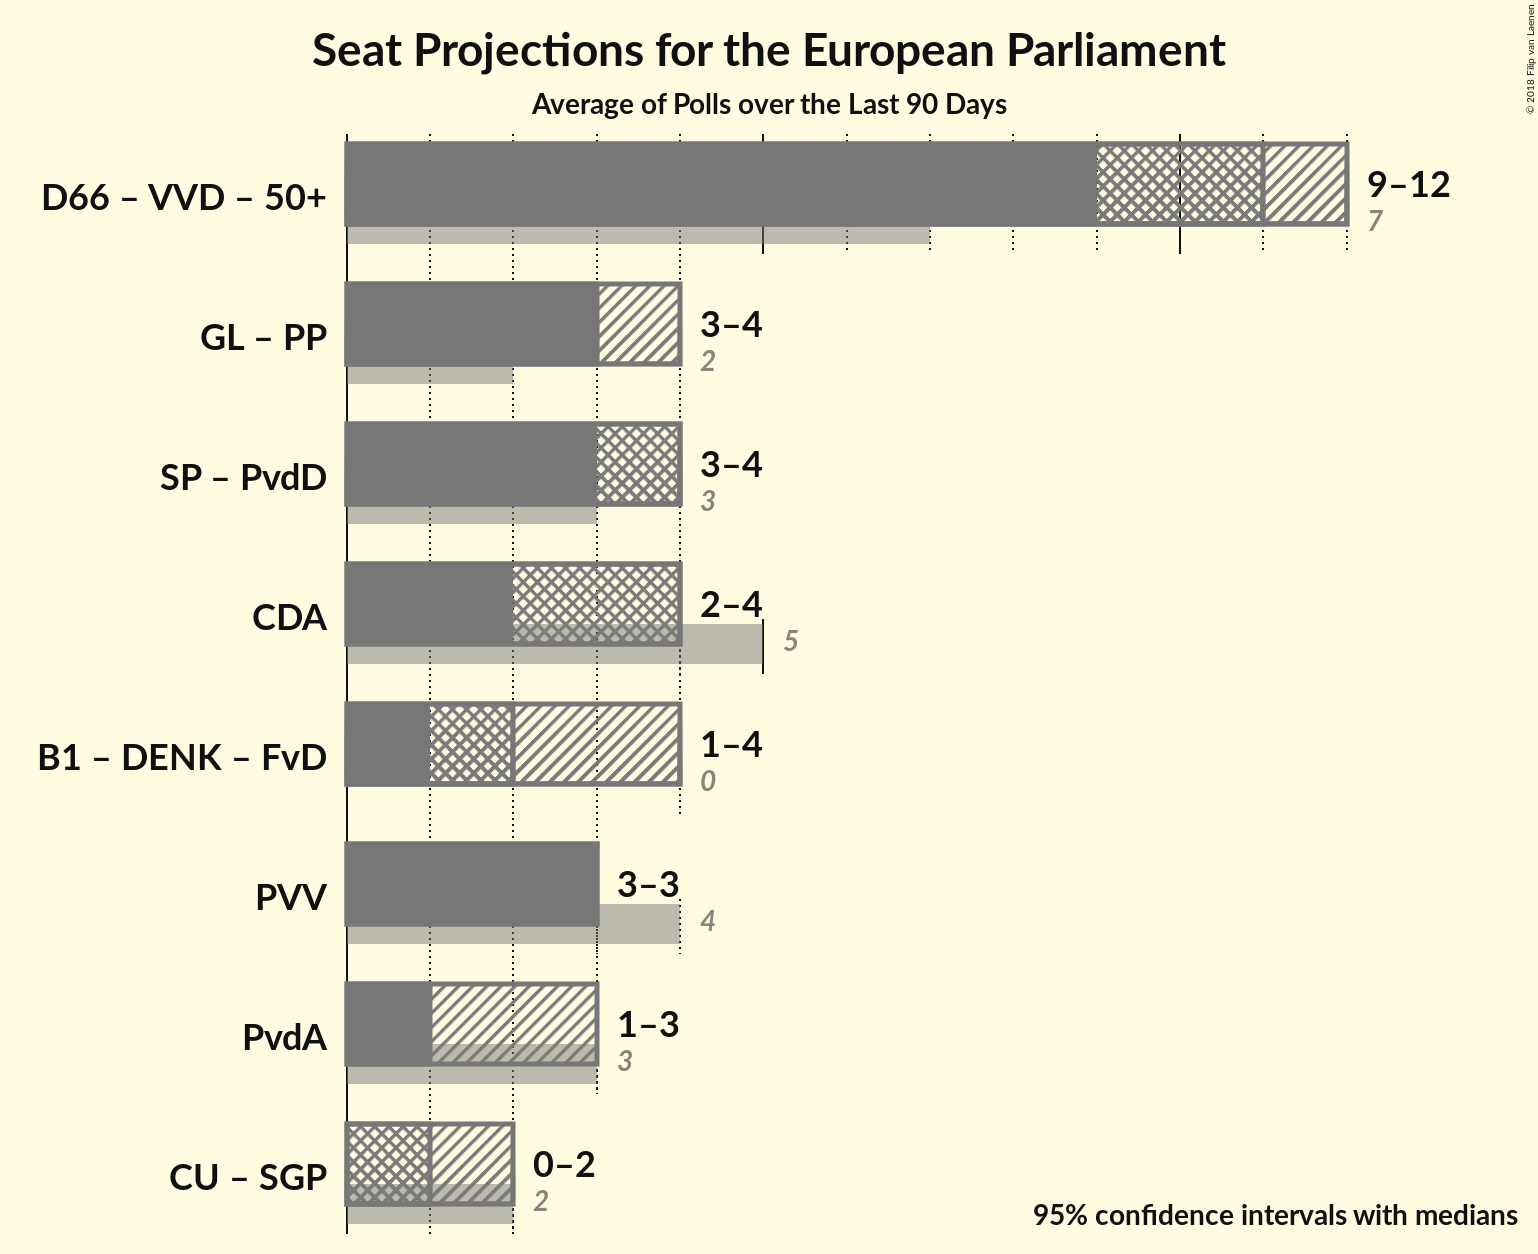 Seat Projections for the European Parliament
Average of Polls over the Last 90 Days
© 2018 Filip van Laenen
D66 – VVD – 50+
9–12
7
GL – PP
3–4
2
SP – PvdD
3–4
3
CDA
2–4
5
B1 – DENK – FvD
1–4
0
PVV
3–3
4
PvdA
1–3
3
CU – SGP
0–2
2
95% confidence intervals with medians